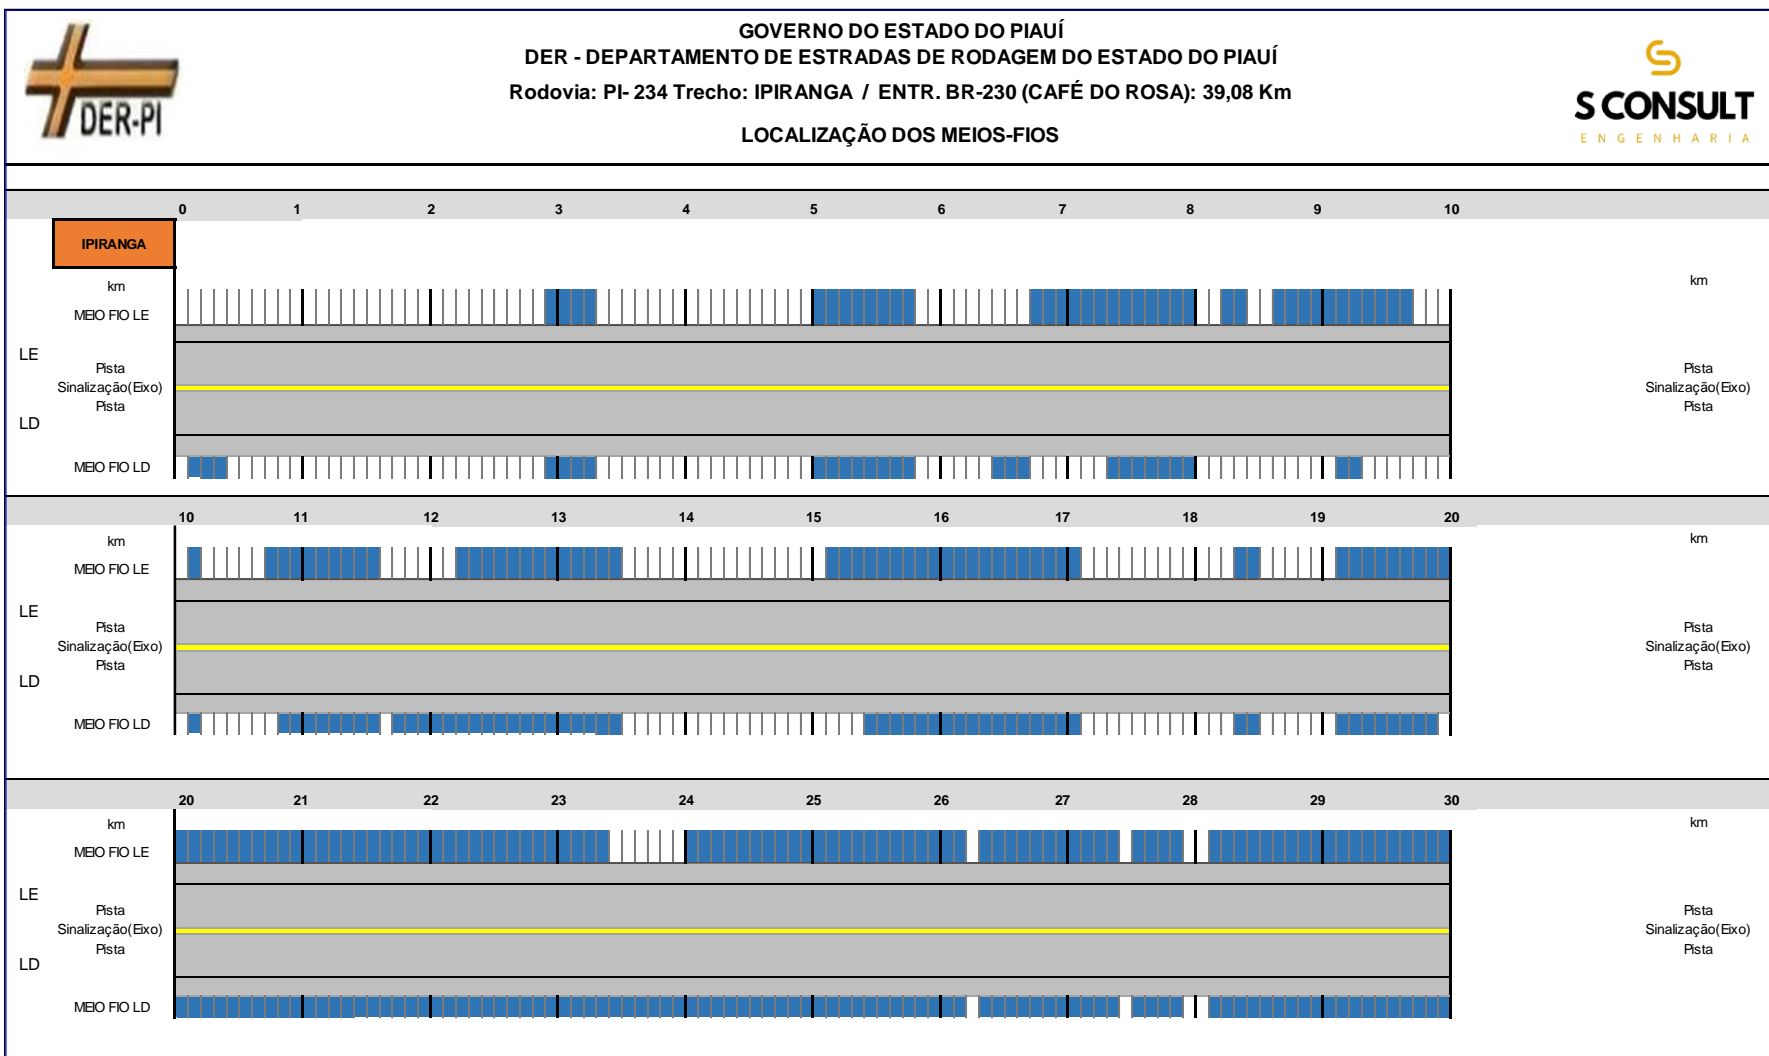 DER-PI
GOVERNO DO ESTADO DO PIAUÍ
DER - DEPARTAMENTO DE ESTRADAS DE RODAGEM DO ESTADO DO PIAUÍ
Rodovia: PI- 234 Trecho: IPIRANGA / ENTR. BR-230 (CAFÉ DO ROSA): 39,08 Km
LOCALIZAÇÃO DOS MEIOS-FIOS
S CONSULT
ENGENHARIA
0 1 2 3 4 5 6 7 8 9 10
IPIRANGA
km km
MEIO FIO LE
LE
Pista Pista
Sinalização(Eixo) Sinalização(Eixo)
Pista Pista
LD
MEIO FIO LD
10 11 12 13 14 15 16 17 18 19 20
km km
MEIO FIO LE
LE
Pista Pista
Sinalização(Eixo) Sinalização(Eixo)
Pista Pista
LD
MEIO FIO LD
20 21 22 23 24 25 26 27 28 29 30
km km
MEIO FIO LE
LE
Pista Pista
Sinalização(Eixo) Sinalização(Eixo)
Pista Pista
LD
MEIO FIO LD